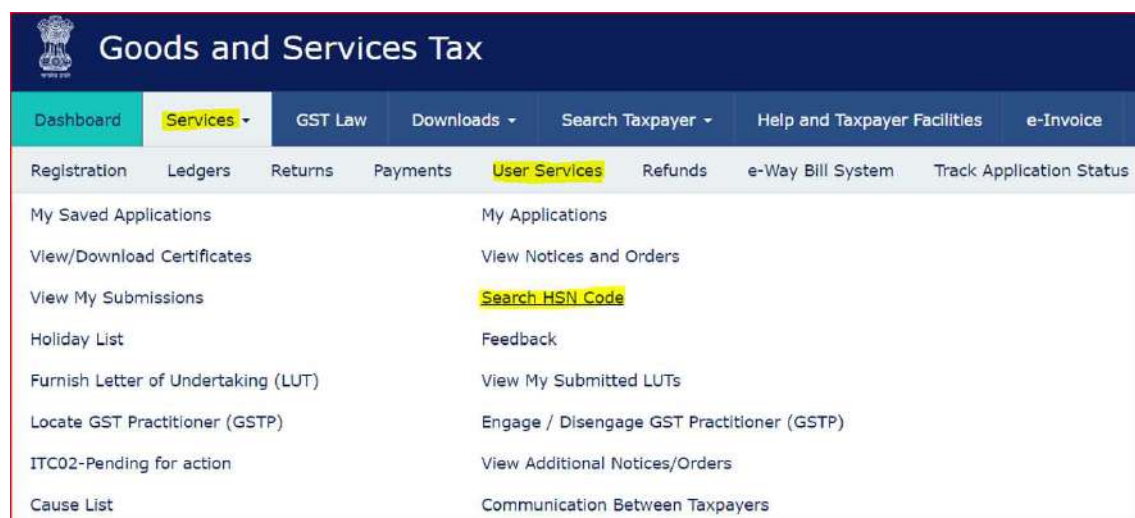 Goods and Services Tax
Dashboard Services GST Law Downloads Search Taxpayer Help and Taxpayer Facilities e-Invoice
Registration Ledgers Returns Payments User Services Refunds e-Way Bill System Track Application Status
My Saved Applications My Applications
View/Download Certificates View Notices and Orders
View My Submissions Search HSN Code
Holiday List Feedback
Furnish Letter of Undertaking (LUT) View My Submitted LUTs
Locate GST Practitioner (GSTP) Engage / Disengage GST Practitioner (GSTP)
ITC02-Pending for action View Additional Notices/Orders
Cause List Communication Between Taxpayers